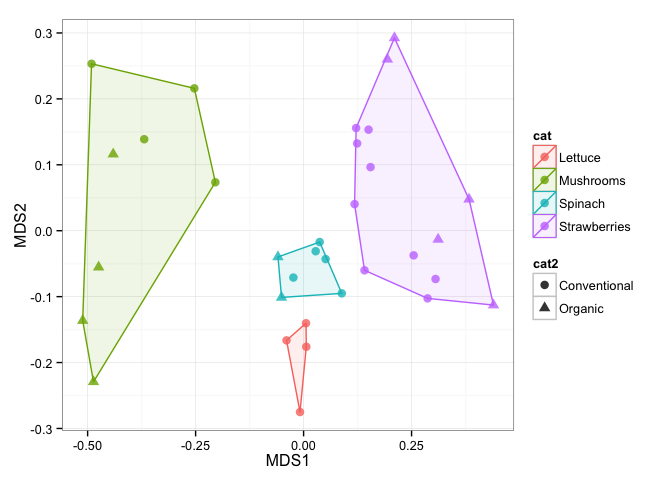 0.3
0.2
0.1
0.0
-0.1
-0.2
-0.3
MDS2
-0.50 -0.25 0.00 0.25
MDS1
cat
Lettuce
Mushrooms
Spinach
Strawberries
cat2
Conventional
Organic